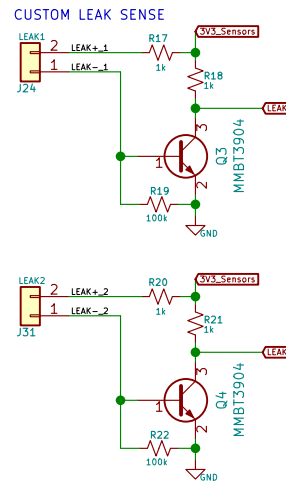 CUSTOM LEAK SENSE
3V3_Sensors
LEAK1
R17
2
LEAK+_1
1k
1
LEAK-_1
R18
1k
J24
LEAK
3
MMBT3904
Q3
1
2
R19
100k
GND
3V3_Sensors
LEAK2
R20
2
LEAK+_2
1k
1
LEAK-_2
R21
1k
J31
LEAK
3
MMBT3904
Q4
1
2
R22
100k
GND